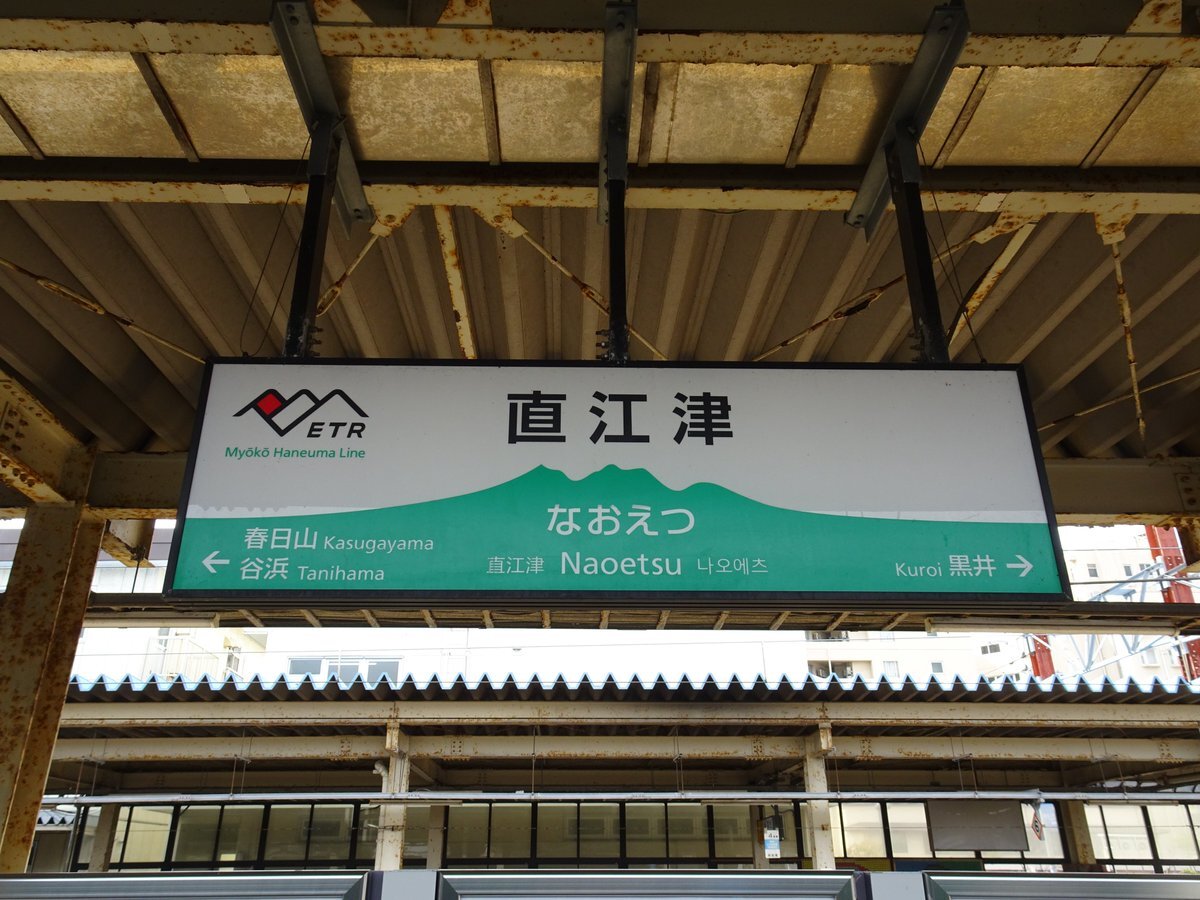 ETR
Myōkō Haneuma Line
直江津
なおえつ
直江津 Naoetsu 나오에츠
春日山 Kasugayama
← 谷浜 Tanihama
Kuroi 黒井 →